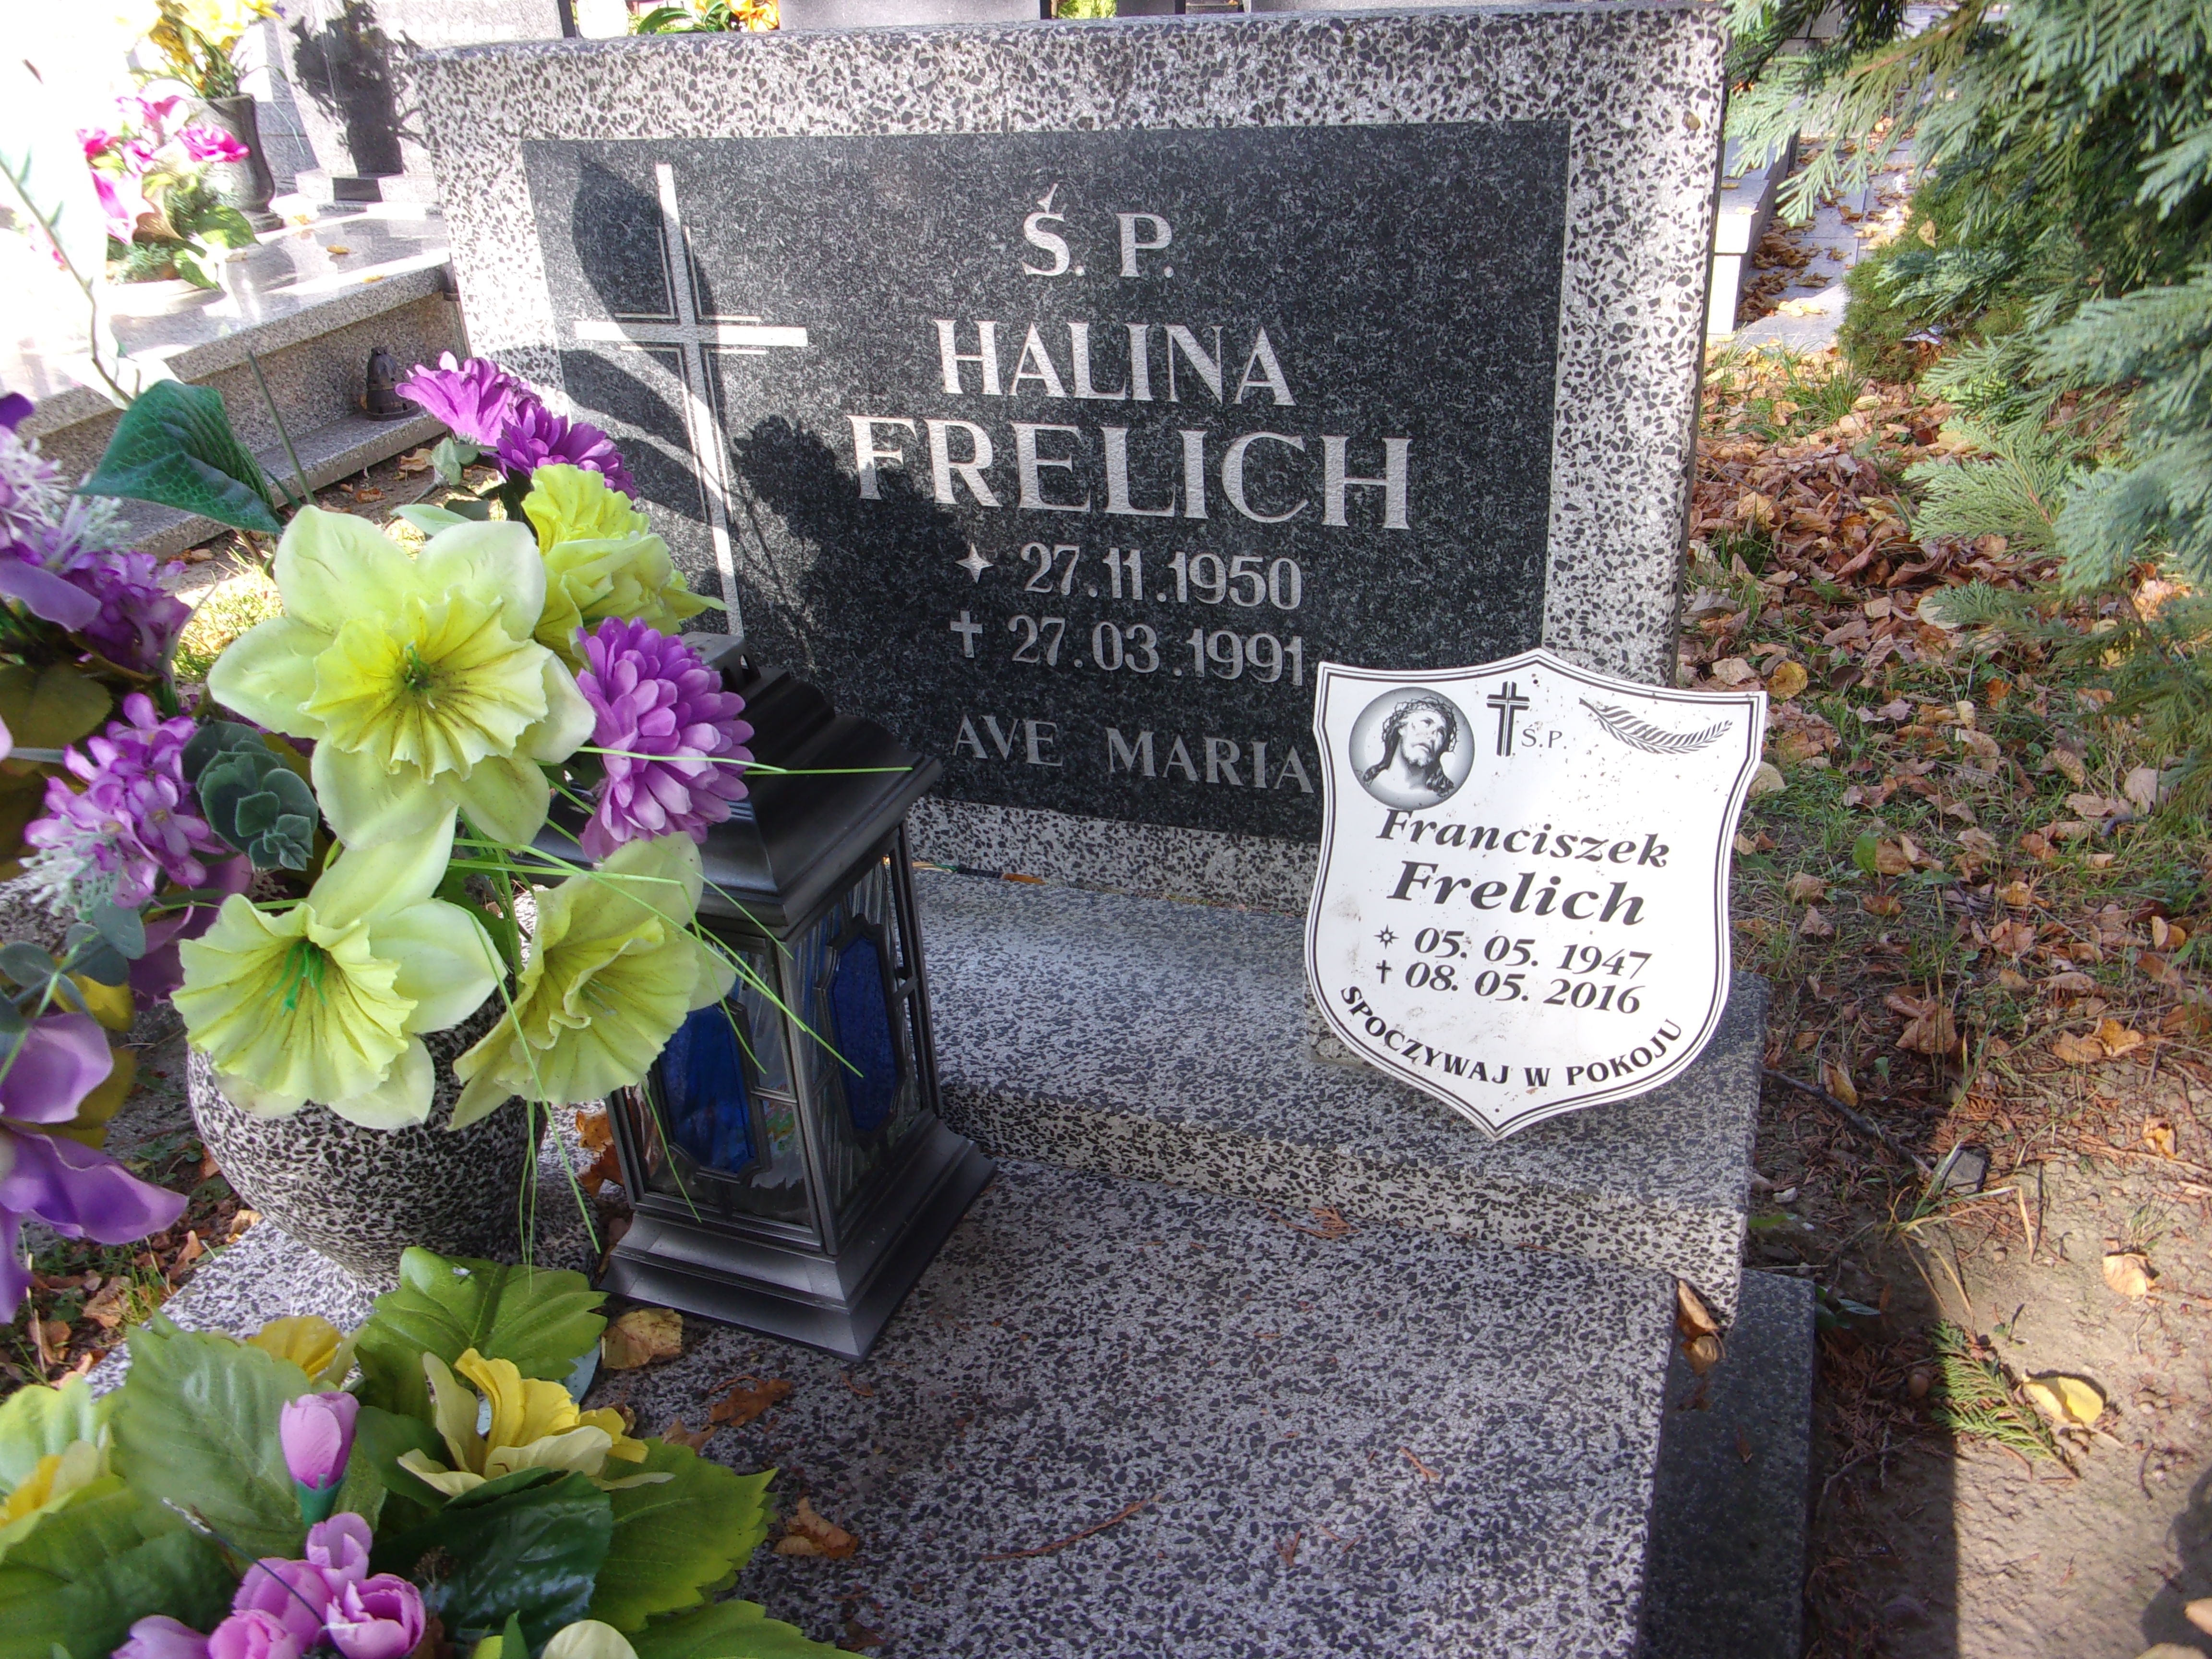 Ś. P.
HALINA
FRELICH
27.11.1950
27.03.1991
AVE MARIA
Ś.P.
Franciszek
Frelich
05. 05. 1947
08. 05. 2016
SPOCZYWAJ W POKOJU